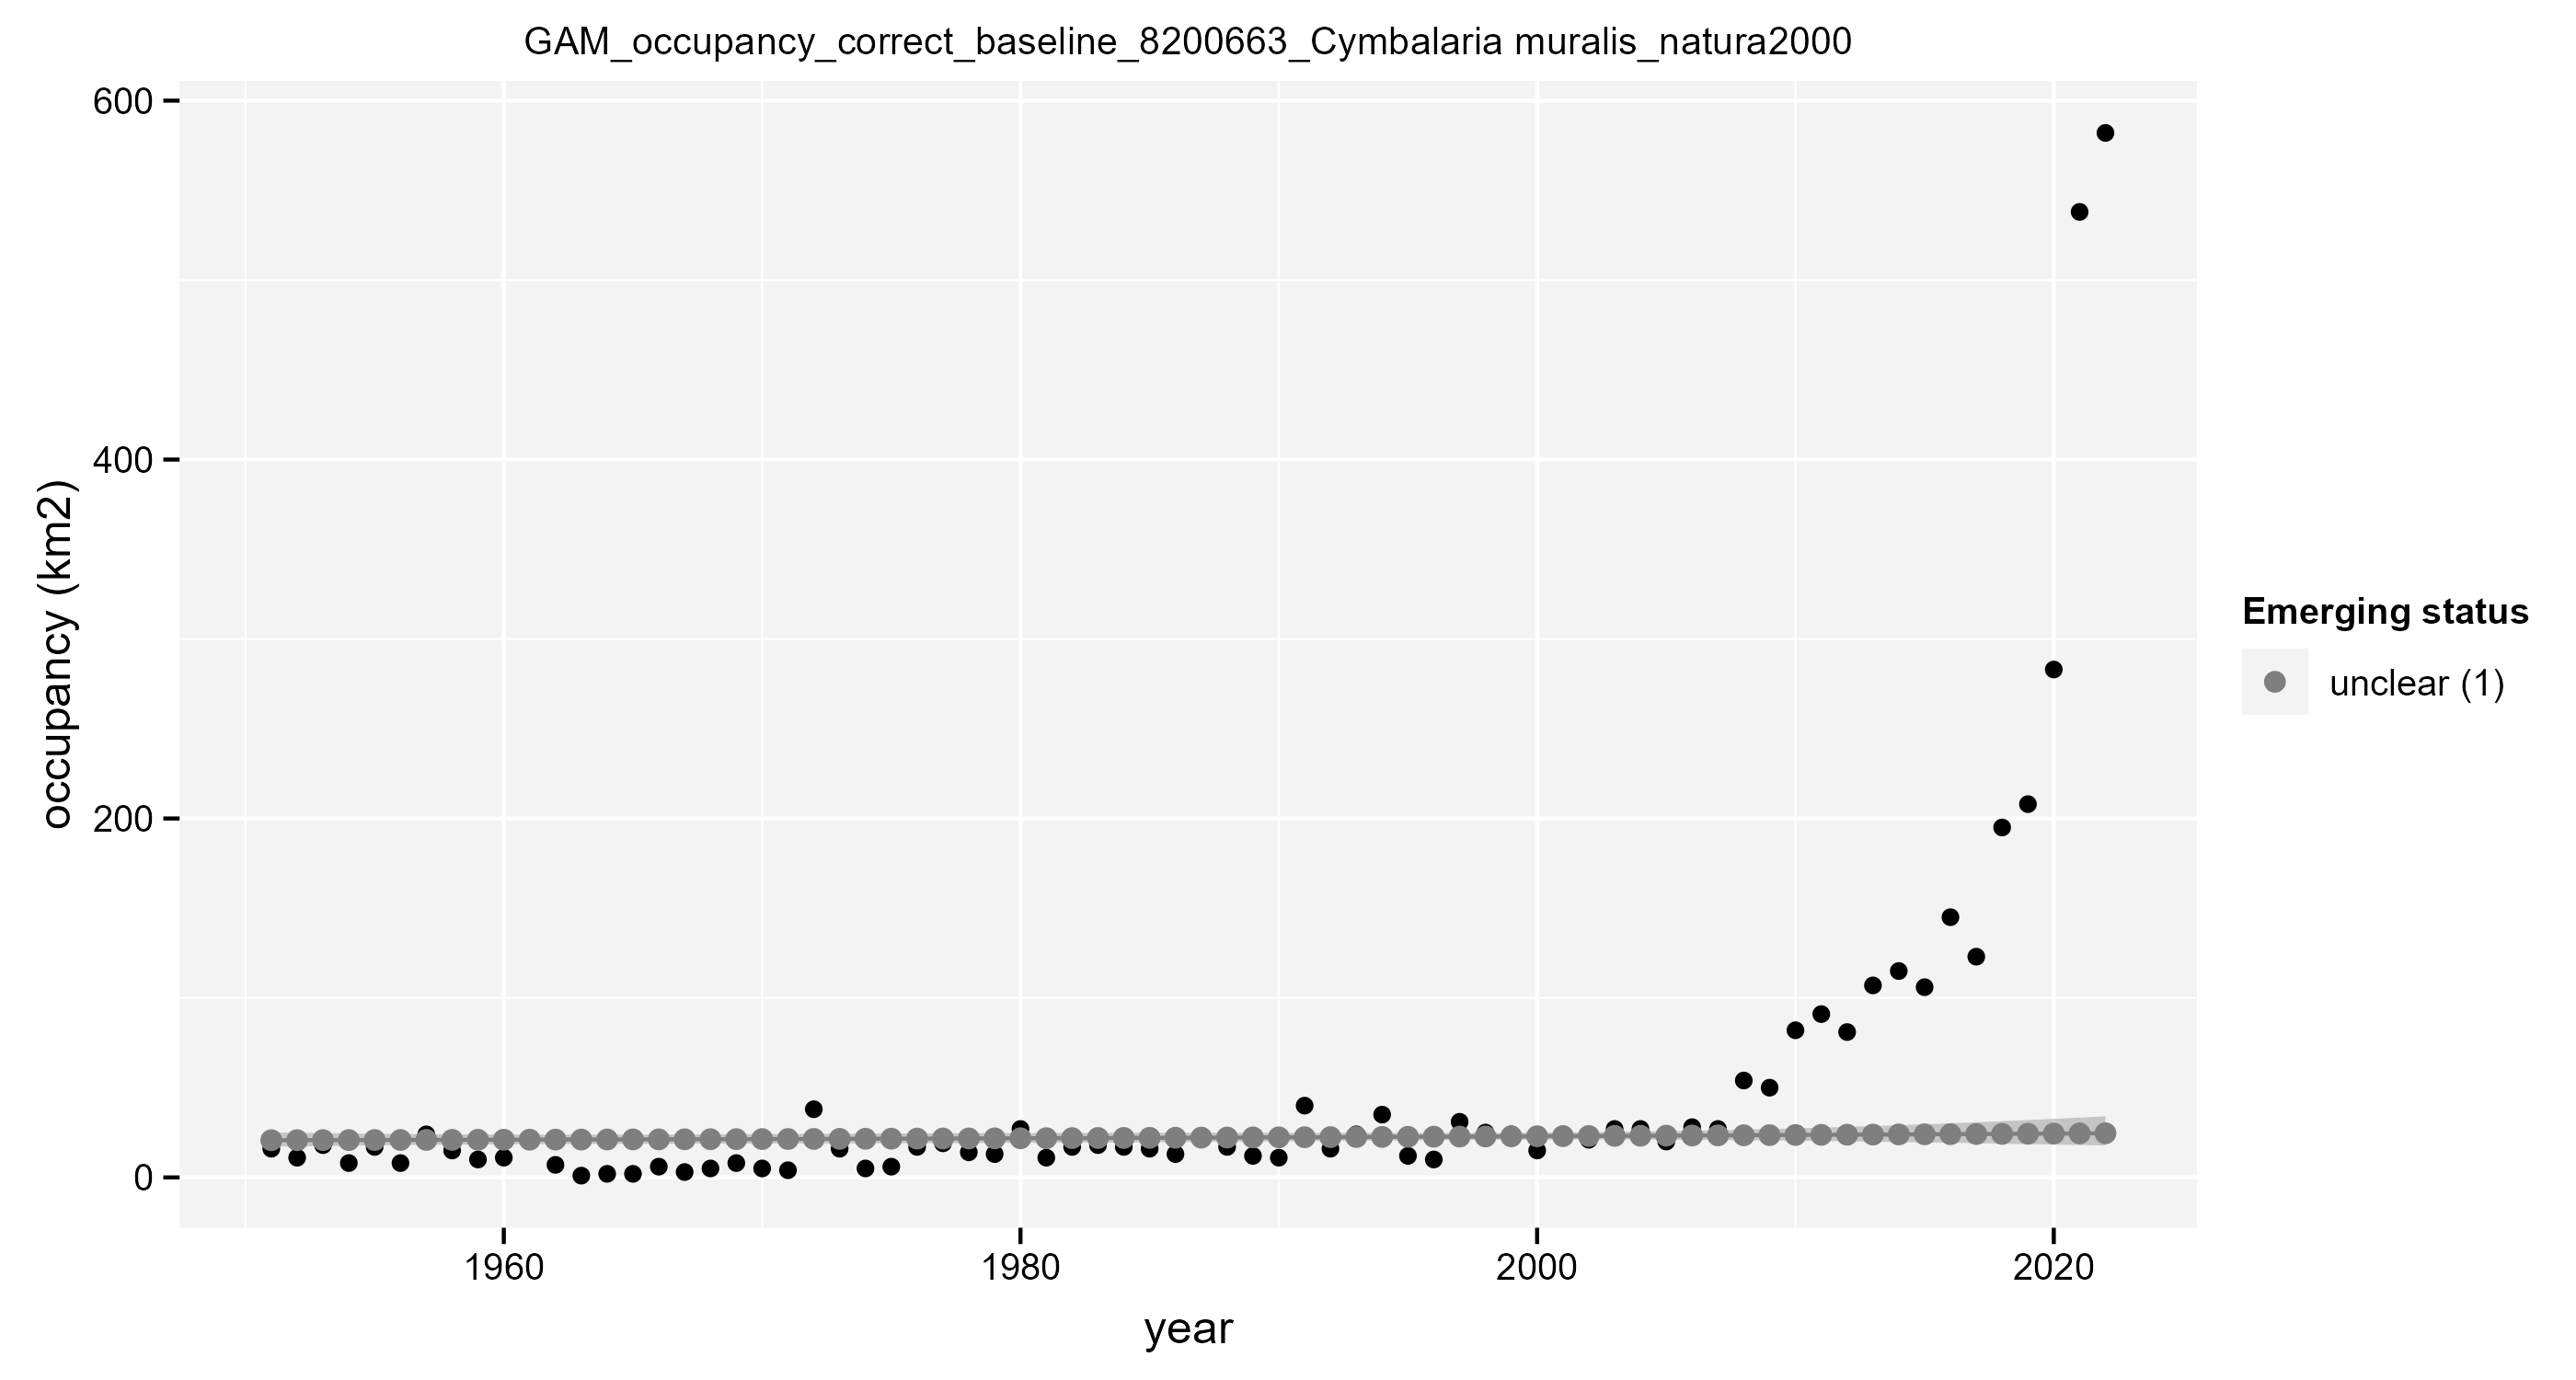 GAM_occupancy_correct_baseline_8200663_Cymbalaria muralis_natura2000
600
400
200
0
occupancy (km2)
1960
1980
2000
2020
year
Emerging status
unclear (1)